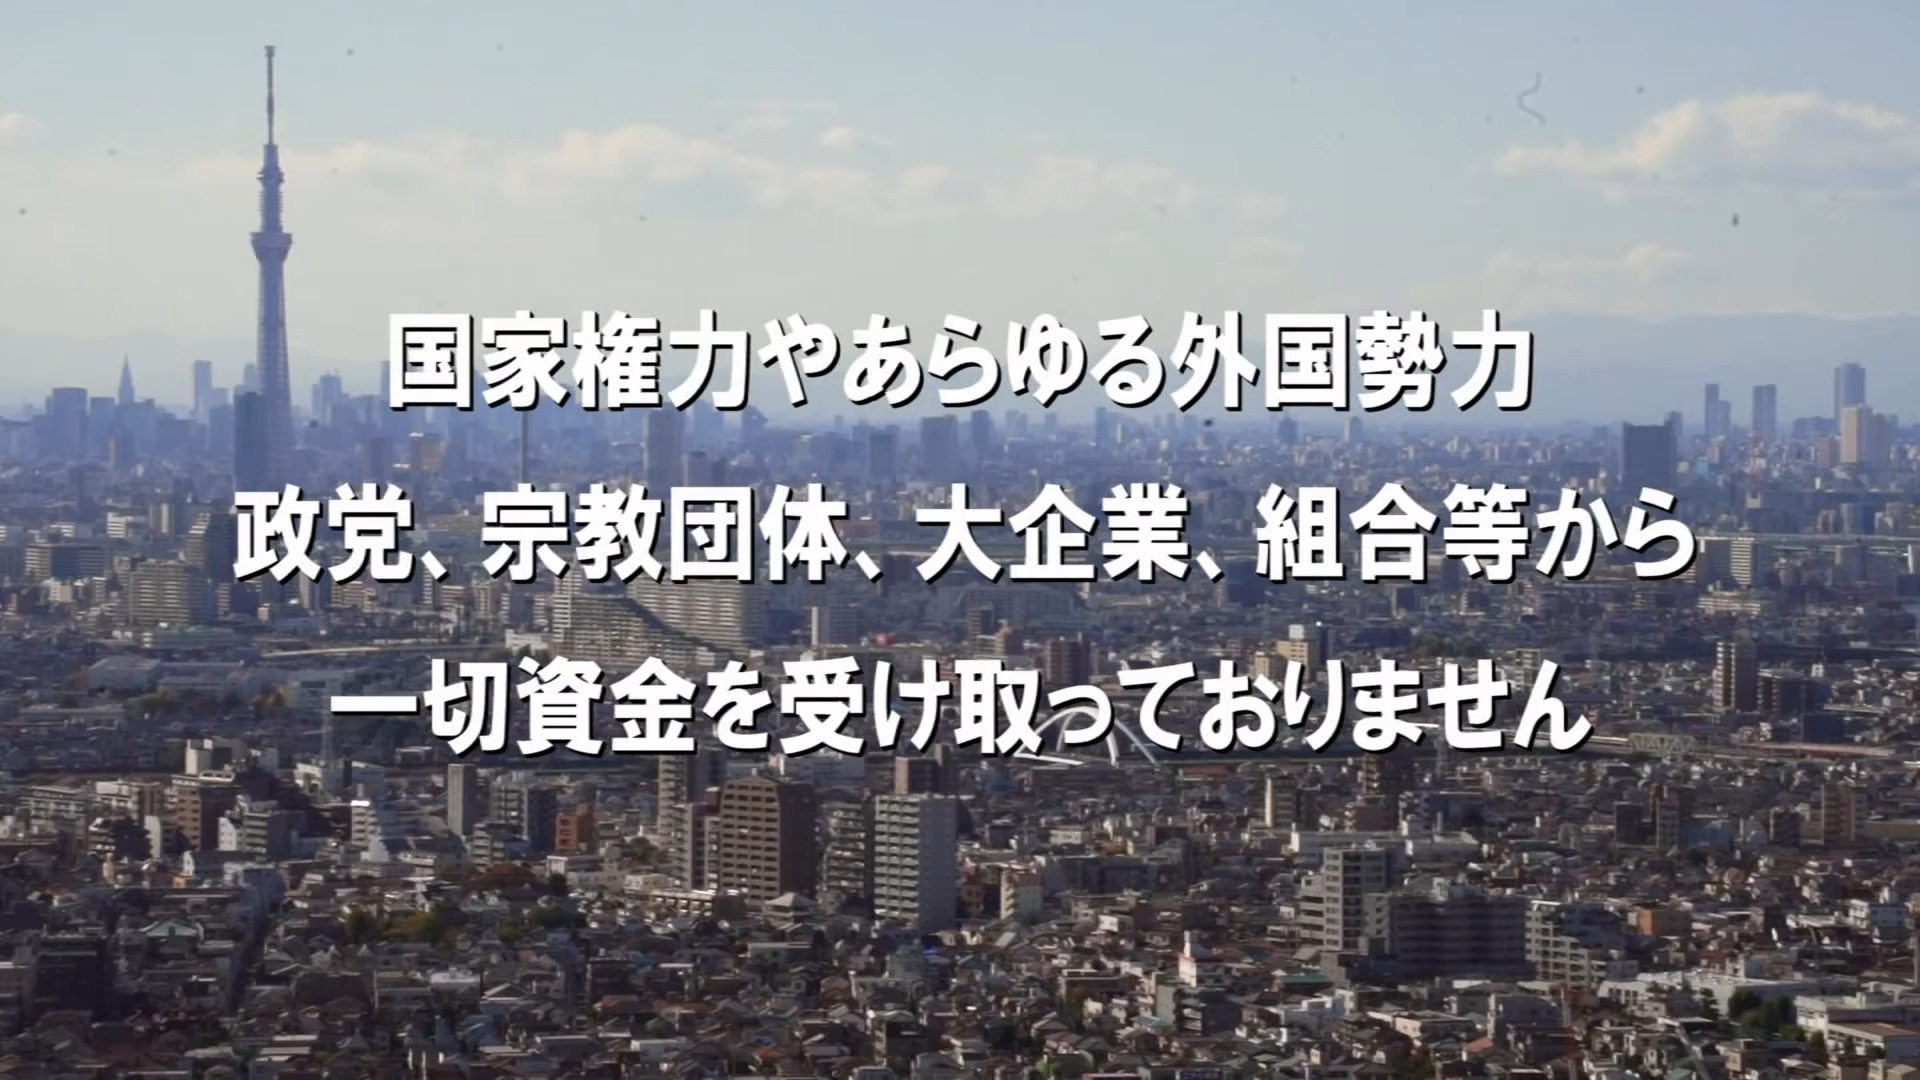 国家権力やあらゆる外国勢力
政党、宗教団体、大企業、組合等から
一切資金を受け取っておりません